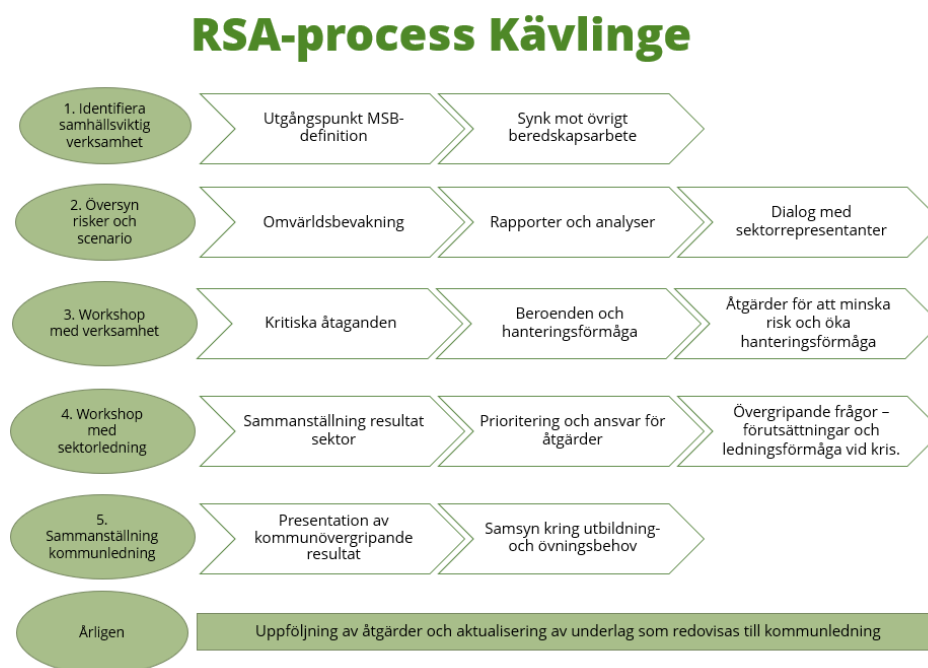 RSA-process Kävlinge
1. Identifiera
samhällsviktig
verksamhet
Utgångspunkt MSB-
definition
Synk mot övrigt
beredskapsarbete
2. Översyn
risker och
scenario
Omvärldsbevakning
Rapporter och analyser
Dialog med
sektorrepresentanter
3. Workshop
med verksamhet
Kritiska åtaganden
Beroenden och
hanteringsförmåga
Åtgärder för att minska
risk och öka
hanteringsförmåga
4. Workshop
med
sektorledning
Sammanställning resultat
sektor
Prioritering och ansvar för
åtgärder
Övergripande frågor –
förutsättningar och
ledningsförmåga vid kris.
5.
Sammanställning
kommunledning
Presentation av
kommunövergripande
resultat
Samsyn kring utbildning-
och övningsbehov
Årligen
Uppföljning av åtgärder och aktualisering av underlag som redovisas till kommunledning